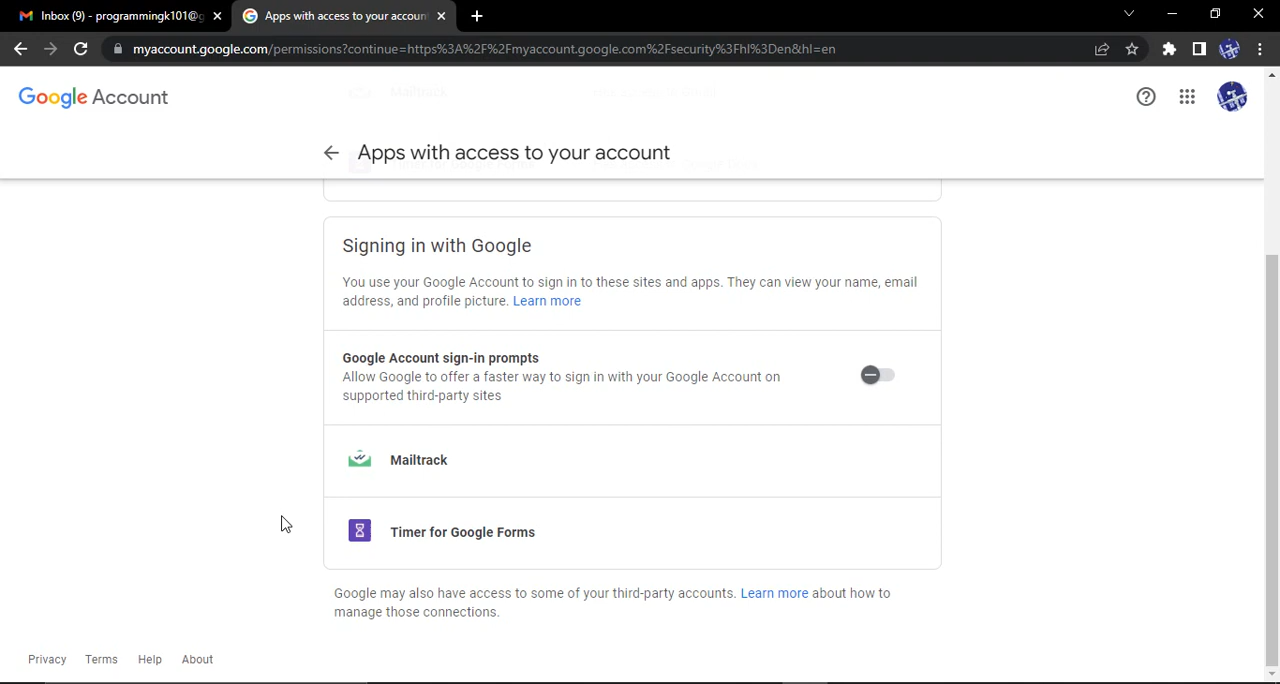 Inbox (9) - programmingk101@g
Apps with access to your accoun
myaccount.google.com/permissions?continue=https%3A%2F%2Fmyaccount.google.com%2Fsecurity%3Fhl%3Den&hl=en
Google Account
Mailtrack
Apps with access to your account
Signing in with Google
You use your Google Account to sign in to these sites and apps. They can view your name, email
address, and profile picture. Learn more
Google Account sign-in prompts
Allow Google to offer a faster way to sign in with your Google Account on
supported third-party sites
Mailtrack
Timer for Google Forms
Google may also have access to some of your third-party accounts. Learn more about how to
manage those connections.
Privacy Terms Help About